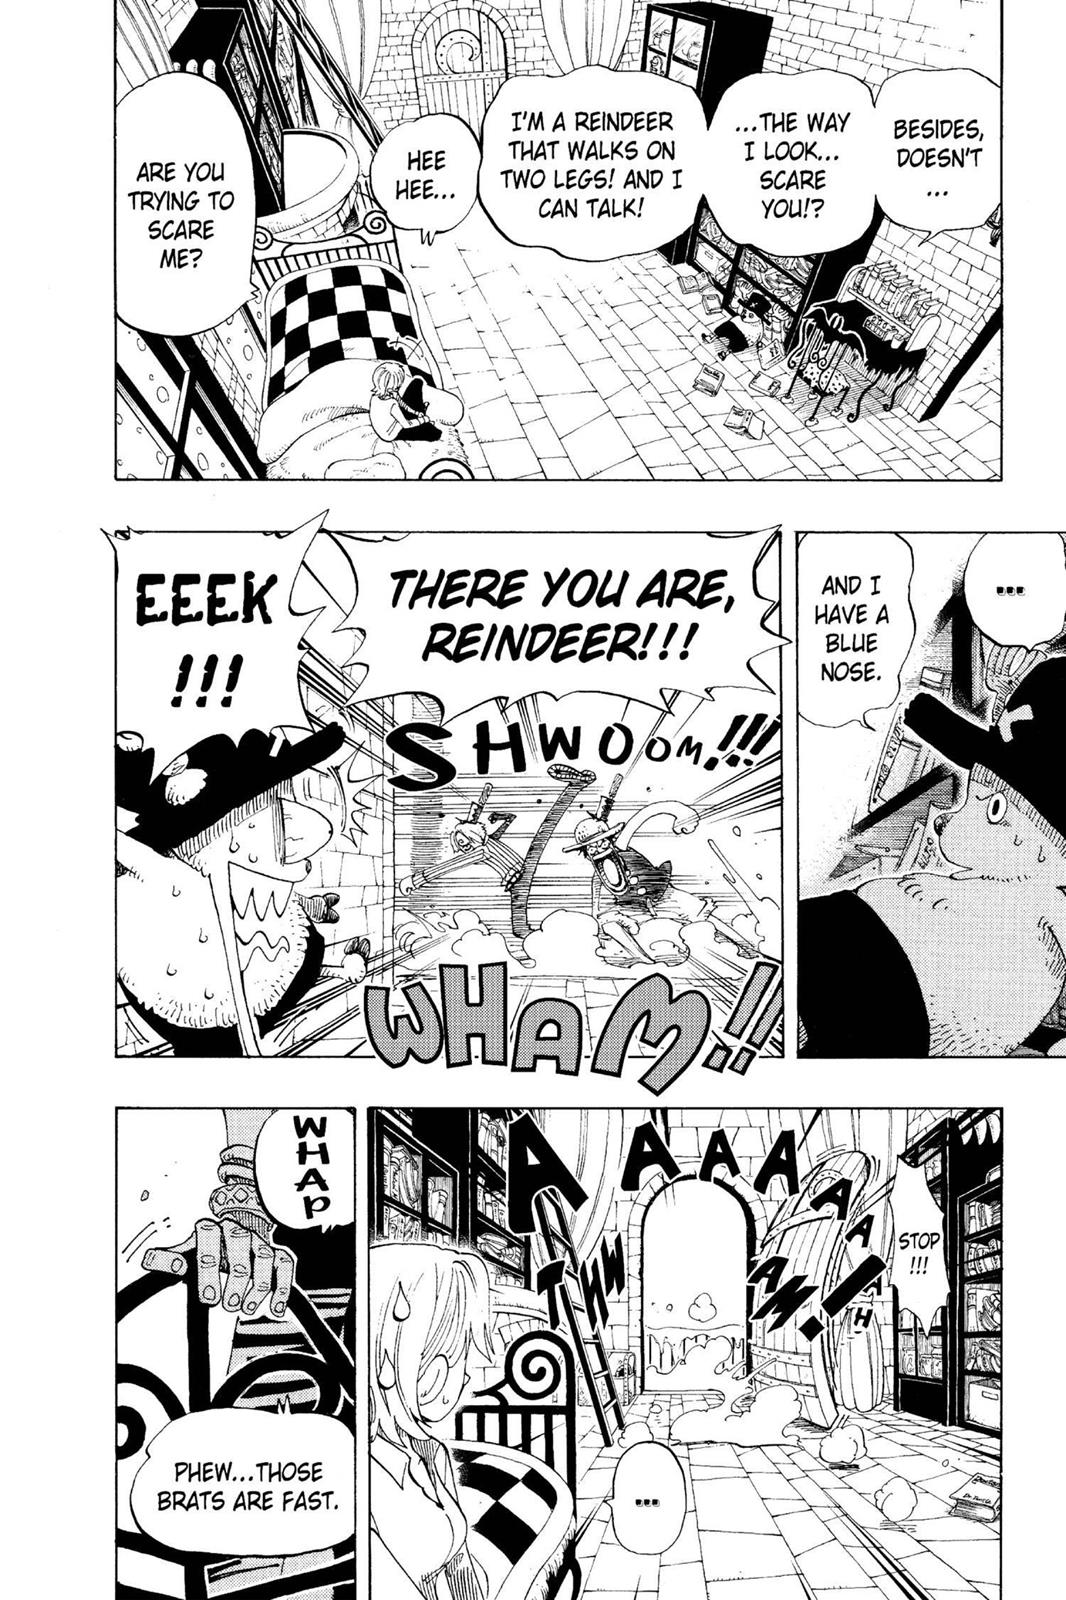 BESIDES,
DOESN'T
...
...THE WAY
I LOOK...
SCARE
YOU!?
I'M A REINDEER
THAT WALKS ON
TWO LEGS! AND I
CAN TALK!
HEE
HEE...
ARE YOU
TRYING TO
SCARE
ME?
...
AND I
HAVE A
BLUE
NOSE.
THERE YOU ARE,
REINDEER!!!
EEEK
!!!
SHWOOM!!!
WHAM!!
STOP
!!!
AAAAAAAH
THWAM!
...
WHAP
PHEW...THOSE
BRATS ARE FAST.